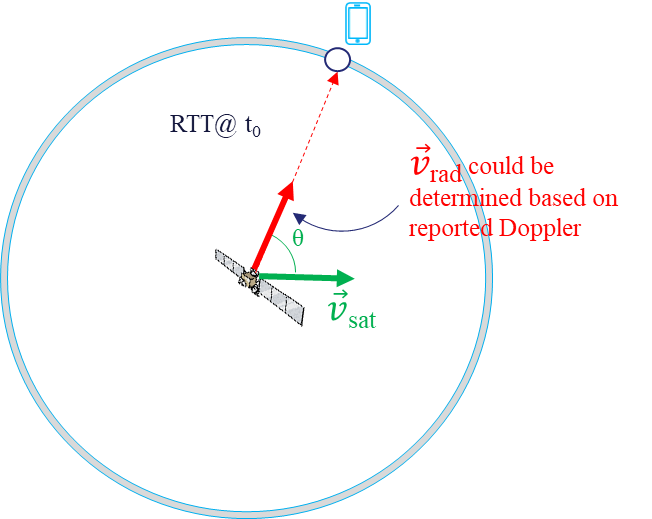 RTT@ t₀
v⃗rad could be
determined based on
reported Doppler
θ
v⃗sat